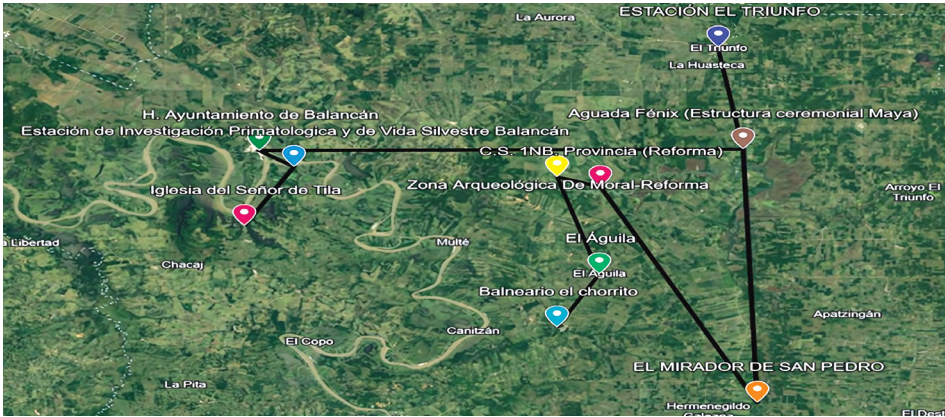 ESTACIÓN EL TRIUNFO
La Aurora
El Triunfo
La Huasteca
H. Ayuntamiento de Balancán
Aguada Fénix (Estructura ceremonial Maya)
Estación de Investigación Primatologica y de Vida Silvestre Balancán
C.S. 1NB. Provincia (Reforma)
Iglesia del Señor de Tila
Zona Arqueológica De Moral-Reforma
Arroyo El
Triunfo
a Libertad
Multé
El Águila
Chacaj
El Águila
Balneario el chorrito
Apatzingán
Canitzán
El Copo
EL MIRADOR DE SAN PEDRO
La Pita
Hermenegildo